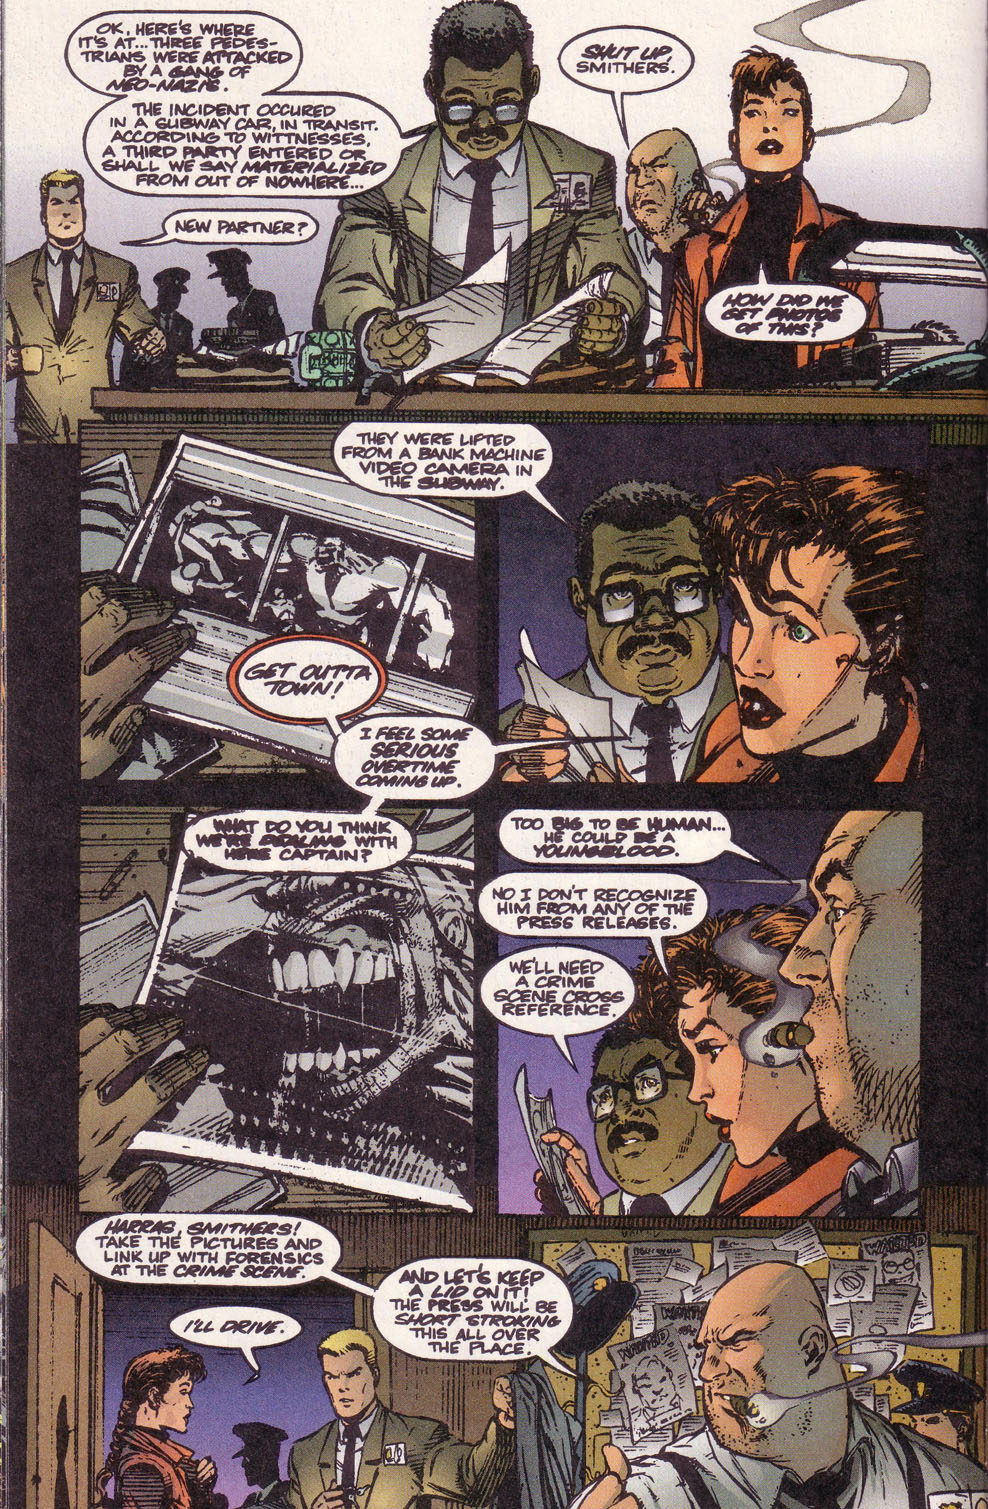 OK, HERE'S WHERE
IT'S AT... THREE PEDES-
TRIANS WERE ATTACKED
BY A GANG OF
NEO-NAZIS.
THE INCIDENT OCCURED
IN A SUBWAY CAR, IN TRANSIT.
ACCORDING TO WITTNESSES,
A THIRD PARTY ENTERED OR
SHALL WE SAY MATERIALIZED
FROM OUT OF NOWHERE...
SHUT UP,
SMITHERS.
NEW PARTNER?
HOW DID WE
GET PHOTOS
OF THIS?
THEY WERE LIFTED
FROM A BANK MACHINE
VIDEO CAMERA IN
THE SUBWAY.
GET OUTTA
TOWN!
I FEEL SOME
SERIOUS
OVERTIME
COMING UP.
WHAT DO YOU THINK
WE'RE DEALING WITH
HERE CAPTAIN?
TOO BIG TO BE HUMAN...
HE COULD BE A
YOUNGBLOOD.
NO I DON'T RECOGNIZE
HIM FROM ANY OF THE
PRESS RELEASES.
WE'LL NEED
A CRIME
SCENE CROSS
REFERENCE.
HARRAS, SMITHERS!
TAKE THE PICTURES AND
LINK UP WITH FORENSICS
AT THE CRIME SCENE.
AND LET'S KEEP
A LID ON IT!
THE PRESS WILL BE
SHORT STROKING
THIS ALL OVER
THE PLACE.
I'LL DRIVE.
WANTED
WANTED